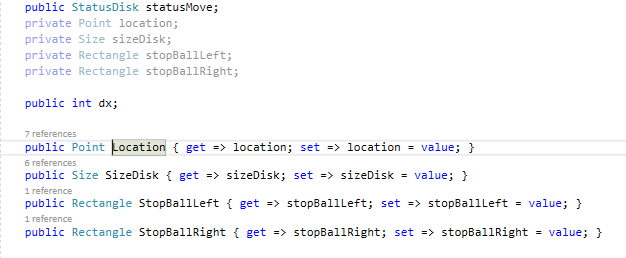 public StatusDisk statusMove;
private Point location;
private Size sizeDisk;
private Rectangle stopBallLeft;
private Rectangle stopBallRight;
public int dx;
7 references
public Point Location { get => location; set => location = value; }
6 references
public Size SizeDisk { get => sizeDisk; set => sizeDisk = value; }
1 reference
public Rectangle StopBallLeft { get => stopBallLeft; set => stopBallLeft = value; }
1 reference
public Rectangle StopBallRight { get => stopBallRight; set => stopBallRight = value; }